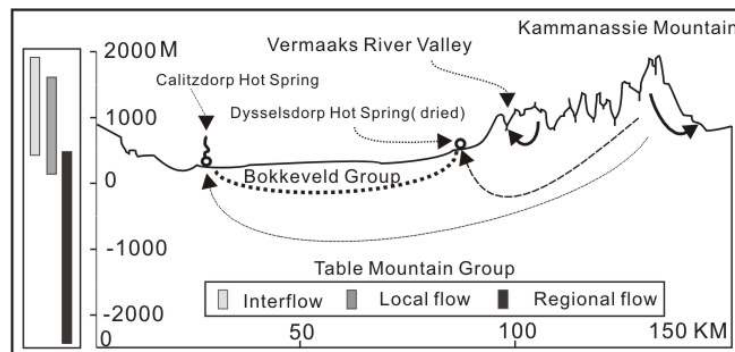 Kammanassie Mountain
2000 M
Vermaaks River Valley
Calitzdorp Hot Spring
1000
Dysselsdorp Hot Spring( dried)
Bokkeveld Group
0
-1000
Table Mountain Group
Interflow Local flow Regional flow
-2000
0 50 100 150 KM